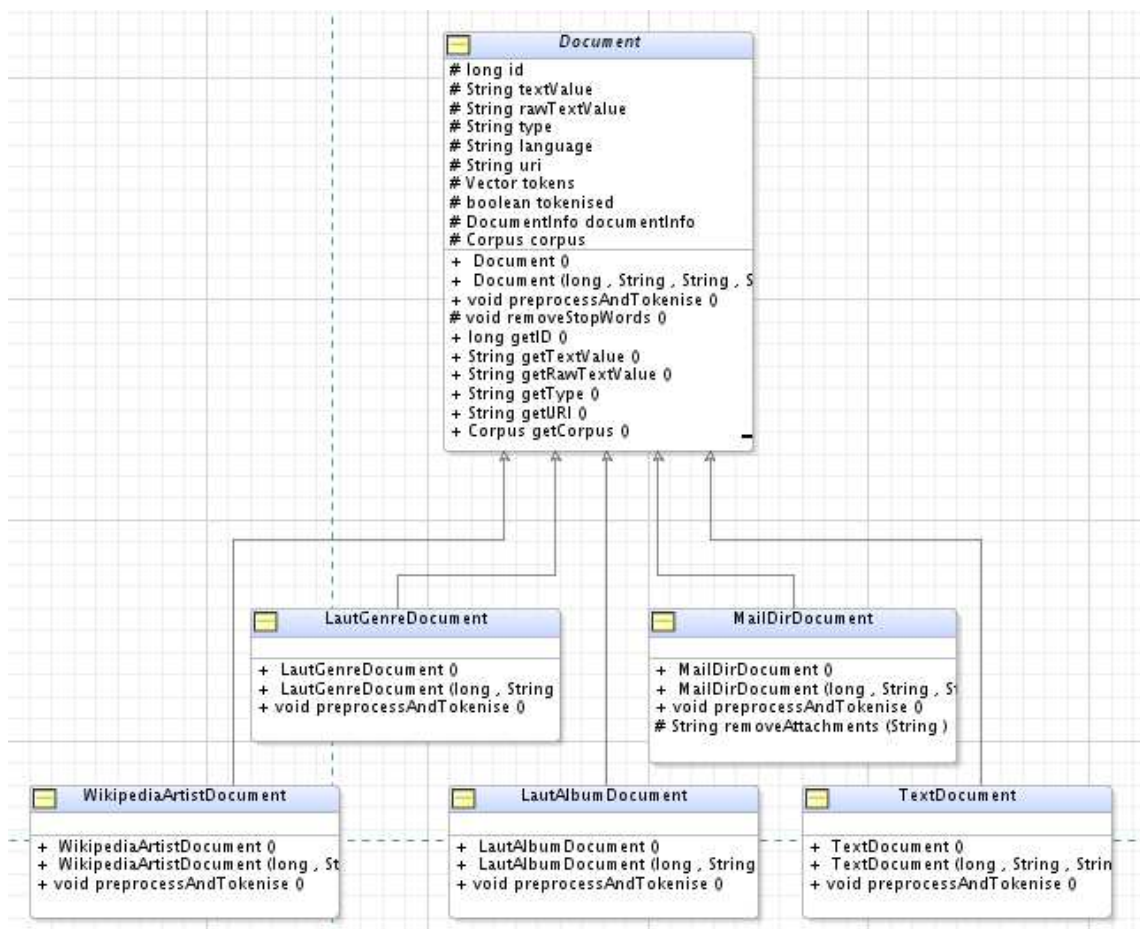 Document
# long id
# String textValue
# String rawTextValue
# String type
# String language
# String uri
# Vector tokens
# boolean tokenised
# DocumentInfo documentInfo
# Corpus corpus
+ Document ()
+ Document (long , String , String , S
+ void preprocessAndTokenise ()
# void removeStopWords ()
+ long getID ()
+ String getTextValue ()
+ String getRawTextValue ()
+ String getType ()
+ String getURI ()
+ Corpus getCorpus ()
LautGenreDocument
+ LautGenreDocument ()
+ LautGenreDocument (long , String
+ void preprocessAndTokenise ()
MailDirDocument
+ MailDirDocument ()
+ MailDirDocument (long , String , St
+ void preprocessAndTokenise ()
# String removeAttachments (String )
WikipediaArtistDocument
+ WikipediaArtistDocument ()
+ WikipediaArtistDocument (long , St
+ void preprocessAndTokenise ()
LautAlbumDocument
+ LautAlbumDocument ()
+ LautAlbumDocument (long , String
+ void preprocessAndTokenise ()
TextDocument
+ TextDocument ()
+ TextDocument (long , String , Strin
+ void preprocessAndTokenise ()